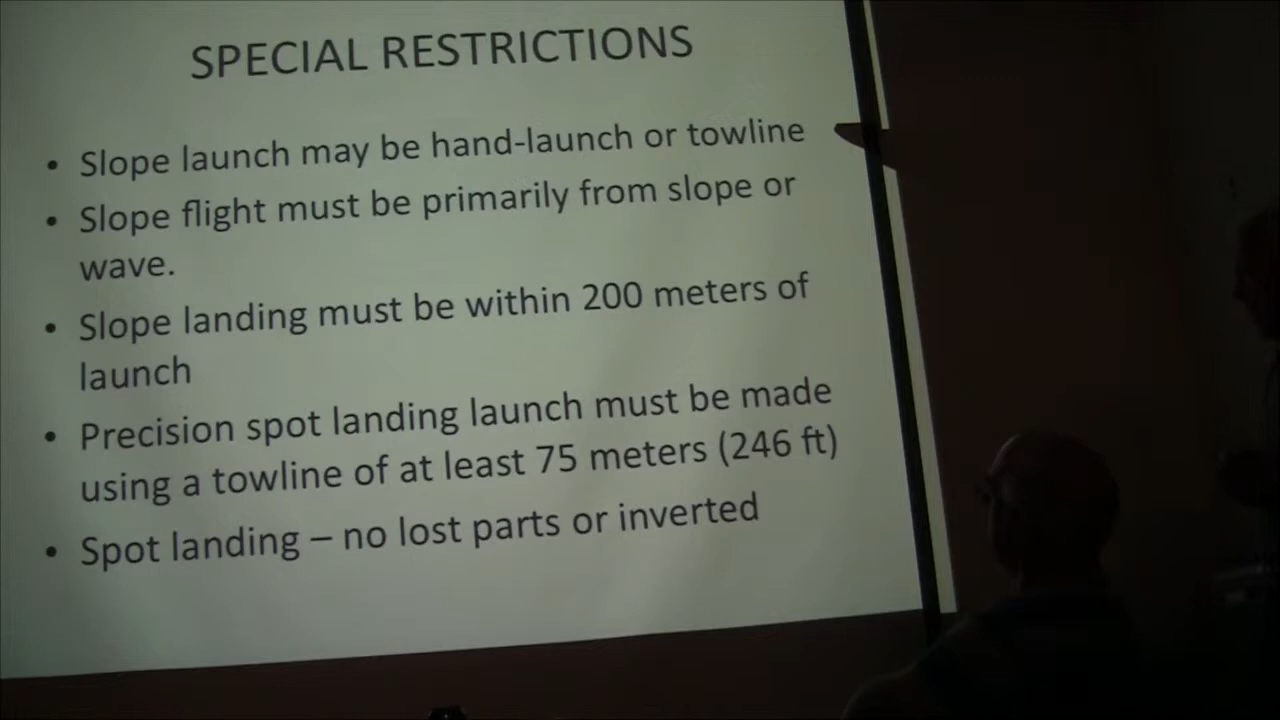 SPECIAL RESTRICTIONS
• Slope launch may be hand-launch or towline
• Slope flight must be primarily from slope or
wave.
• Slope landing must be within 200 meters of
launch
• Precision spot landing launch must be made
using a towline of at least 75 meters (246 ft)
• Spot landing – no lost parts or inverted